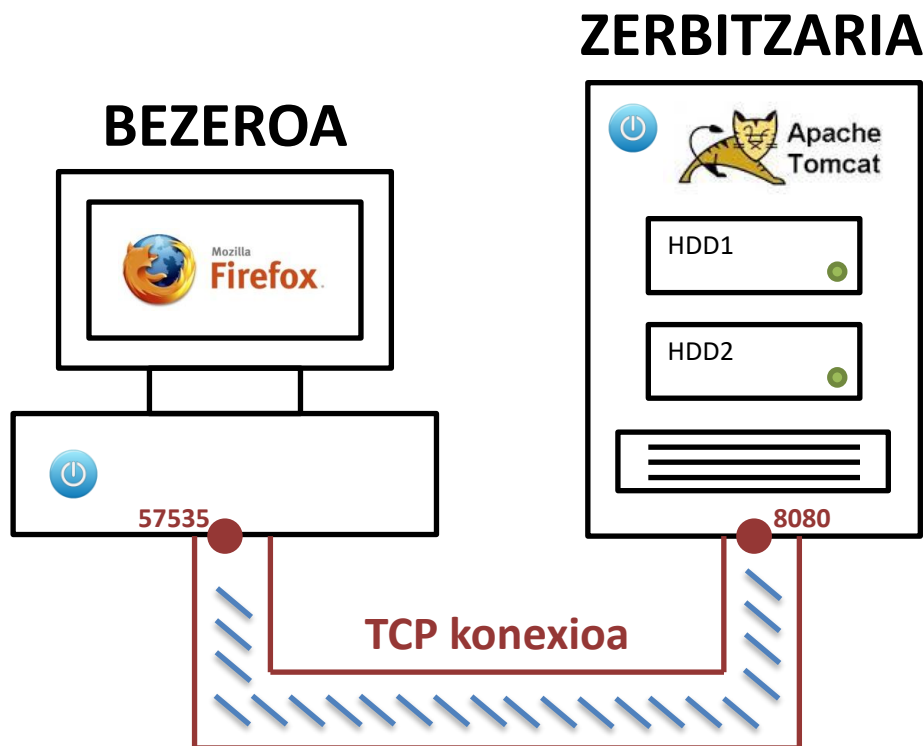 ZERBITZARIA
BEZEROA
Apache
Tomcat
Mozilla
Firefox.
HDD1
HDD2
57535
8080
TCP konexioa